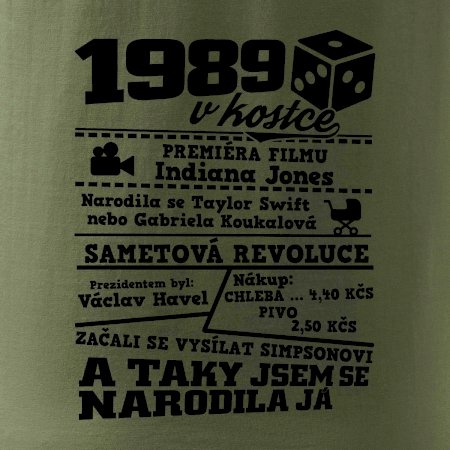 1989
v kostce
PREMIÉRA FILMU
Indiana Jones
Narodila se Taylor Swift
nebo Gabriela Koukalová
SAMETOVÁ REVOLUCE
Prezidentem byl:
Václav Havel
Nákup:
CHLEBA ... 4,40 KČS
PIVO
2,50 KČS
ZAČALI SE VYSÍLAT SIMPSONOVI
A TAKY JSEM SE
NARODILA JÁ